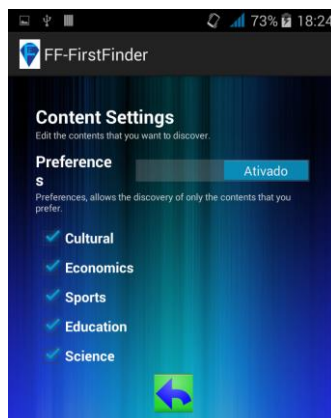 73% 18:24
FF-FirstFinder
Content Settings
Edit the contents that you want to discover.
Preference
s
Ativado
Preferences, allows the discovery of only the contents that you
prefer.
Cultural
Economics
Sports
Education
Science